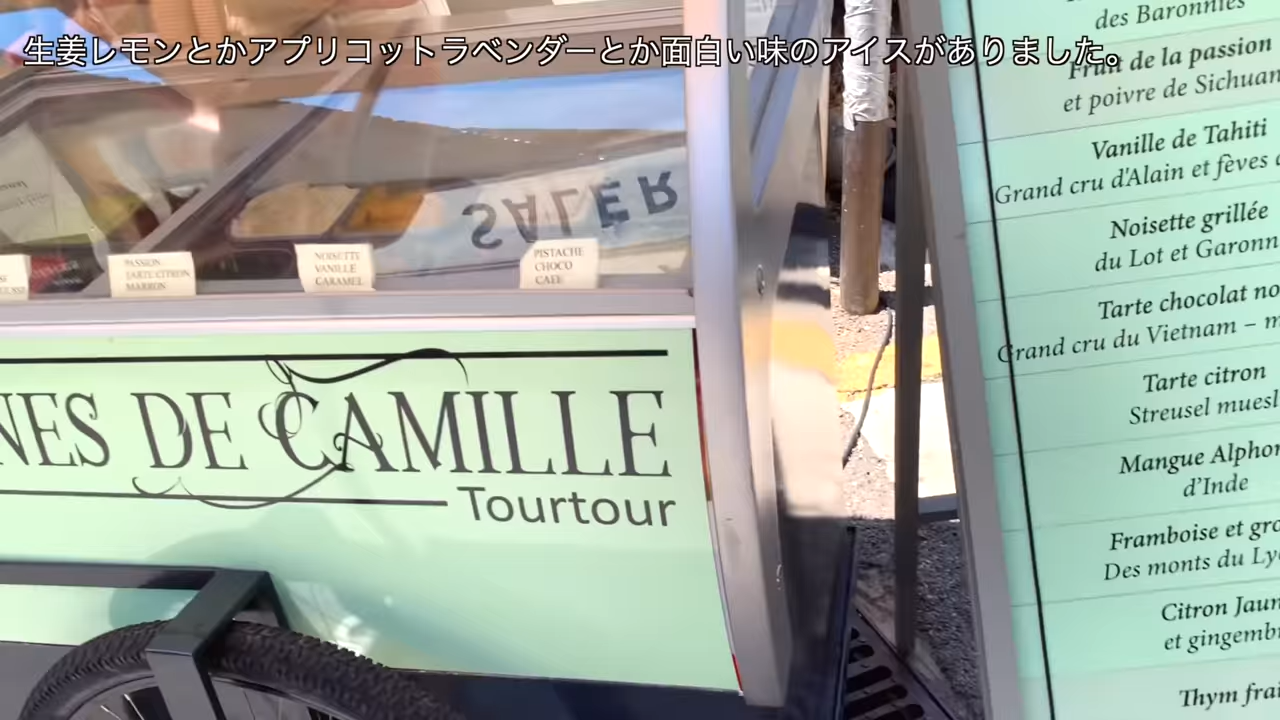 生姜レモンとかアプリコットラベンダーとか面白い味のアイスがありました。
SALER
PASSION
TARTE CITRON
MARRON
NOISETTE
VANILLE
CARAMEL
PISTACHE
CHOCO
CAFE
NES DE CAMILLE
Tourtour
des Baronnies
Fruit de la passion
et poivre de Sichuan
Vanille de Tahiti
Grand cru d'Alain et fèves
Noisette grillée
du Lot et Garonn
Tarte chocolat no
Grand cru du Vietnam – m
Tarte citron
Streusel muesl
Mangue Alphon
d'Inde
Framboise et gro
Des monts du Ly
Citron Jaun
et gingemb
Thym frai